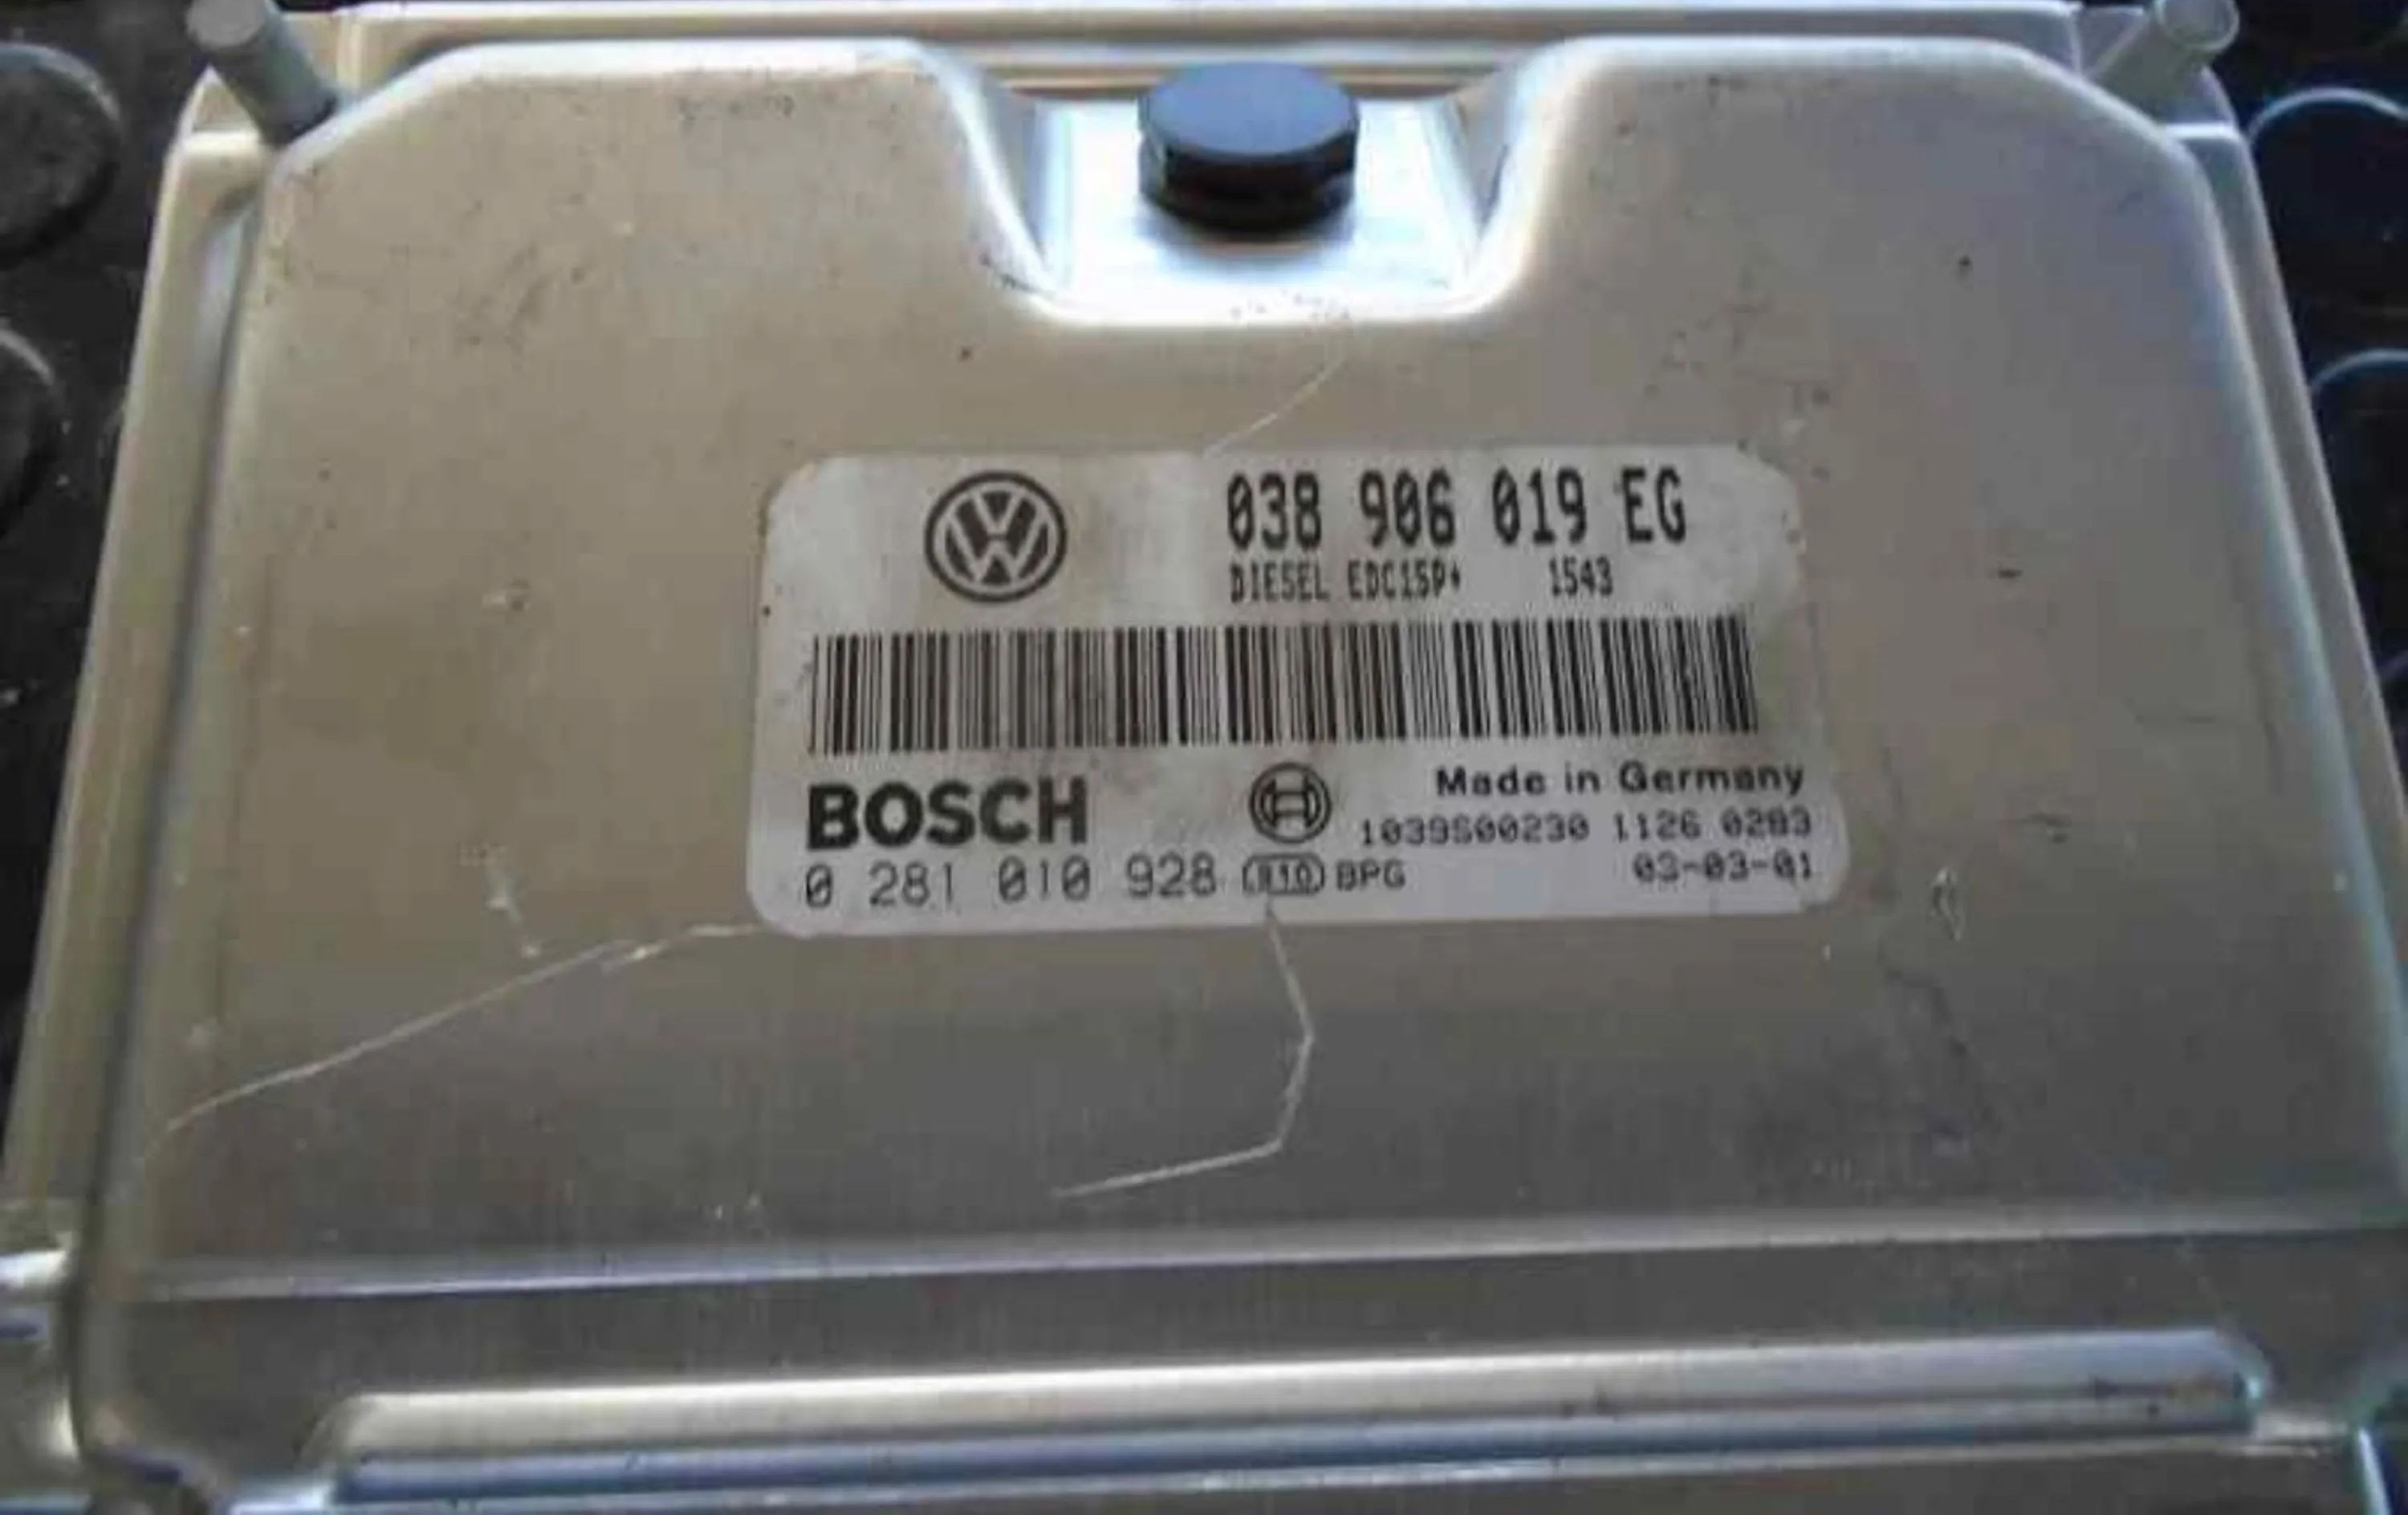 038 906 019 EG
DIESEL EDC15P+ 1543
BOSCH
Made in Germany
1039S00230 1126 0283
0 281 010 928 BPG
03-03-01